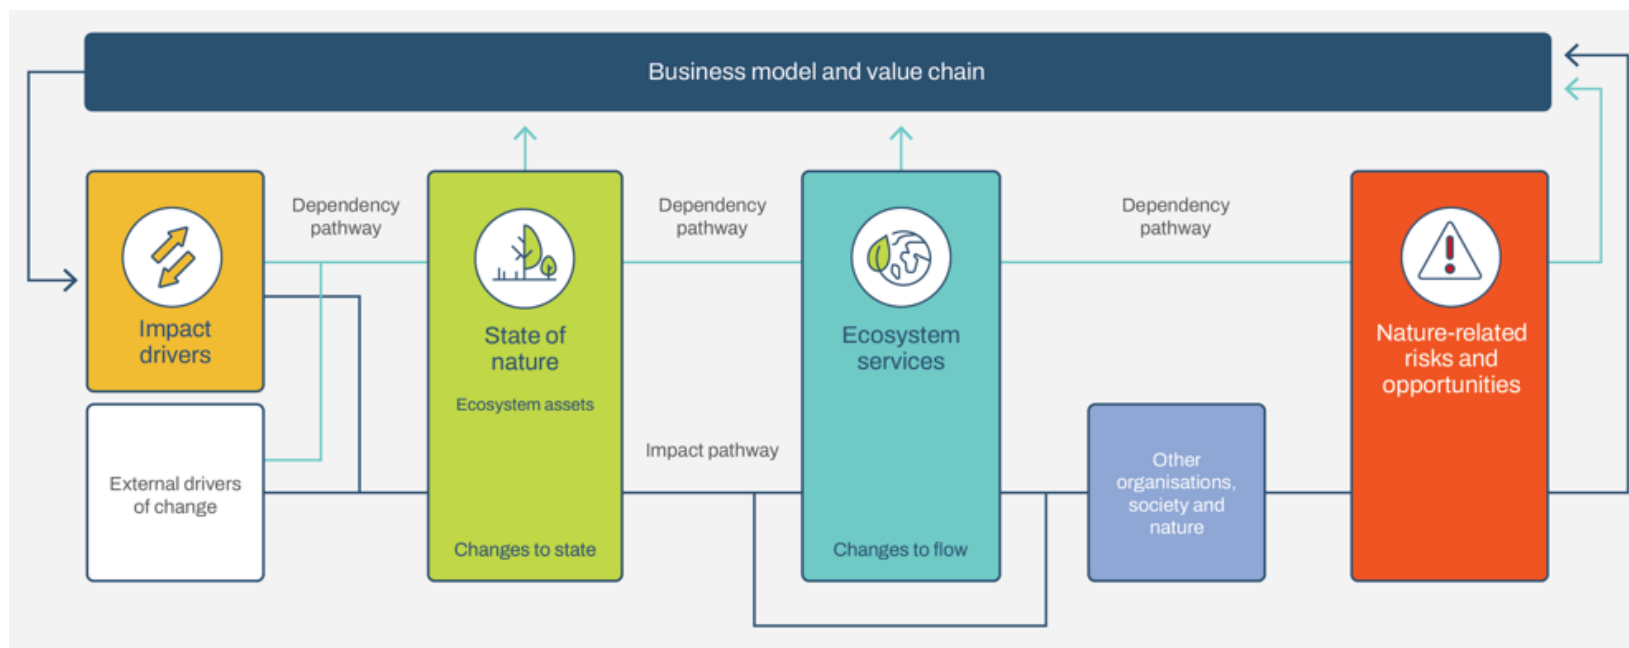 Business model and value chain
Dependency
pathway
Dependency
pathway
Dependency
pathway
Impact
drivers
State of
nature
Ecosystem
services
Nature-related
risks and
opportunities
Ecosystem assets
Impact pathway
External drivers
of change
Other
organisations,
society and
nature
Changes to state
Changes to flow